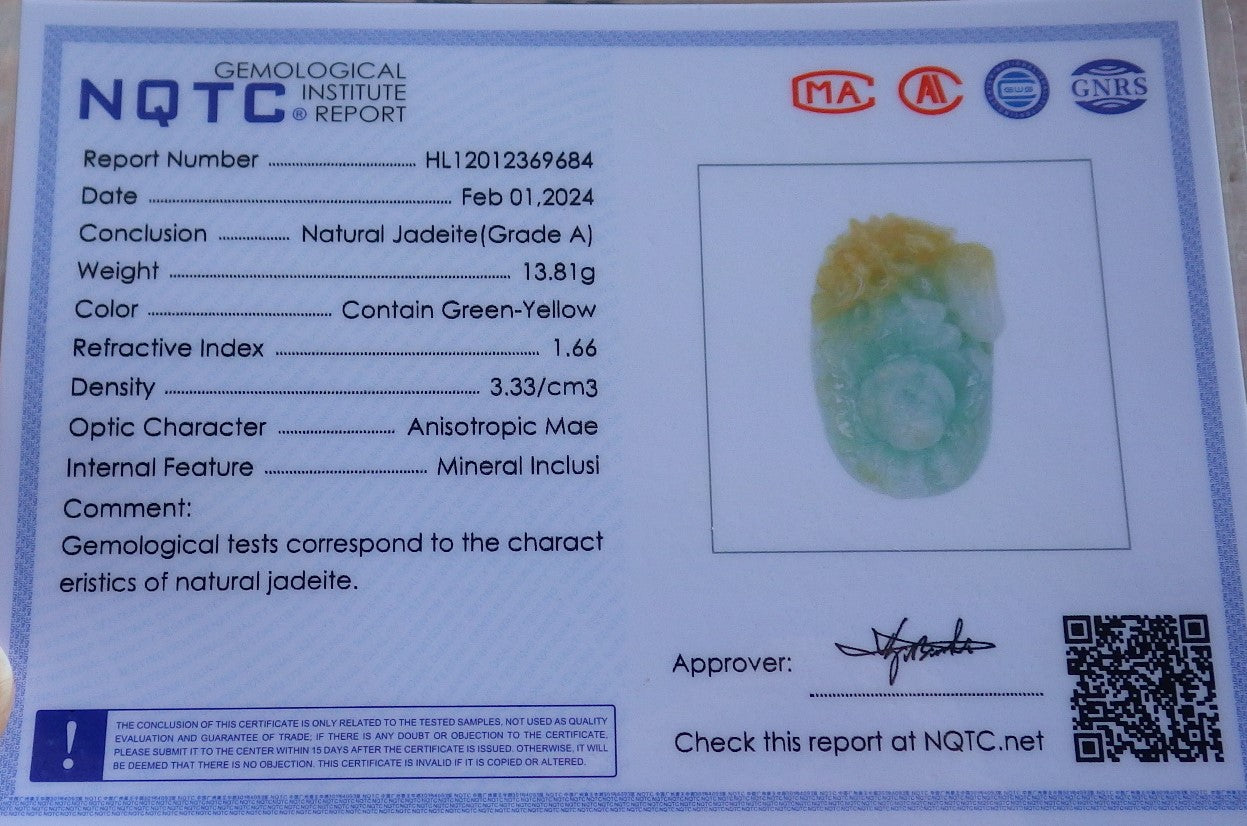 GEMOLOGICAL
NQTC® INSTITUTE
REPORT
MA
GNRS
Report Number ........................ HL12012369684
Date ........................ Feb 01,2024
Conclusion ........................ Natural Jadeite(Grade A)
Weight ........................ 13.81g
Color ........................ Contain Green-Yellow
Refractive Index ........................ 1.66
Density ........................ 3.33/cm3
Optic Character ........................ Anisotropic Mae
Internal Feature ........................ Mineral Inclusi
Comment:
Gemological tests correspond to the charact
eristics of natural jadeite.
Approver:
Check this report at NQTC.net
!
THE CONCLUSION OF THIS CERTIFICATE IS ONLY RELATED TO THE TESTED SAMPLES, NOT USED AS QUALITY
EVALUATION AND GUARANTEE OF TRADE; IF THERE IS ANY DOUBT OR OBJECTION TO THE CERTIFICATE,
PLEASE SUBMIT IT TO THE CENTER WITHIN 15 DAYS AFTER THE CERTIFICATE IS ISSUED. OTHERWISE, IT WILL
BE DEEMED THAT THERE IS NO OBJECTION. THIS CERTIFICATE IS INVALID IF IT IS COPIED OR ALTERED.